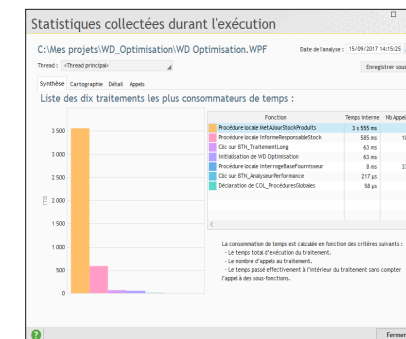 Statistiques collectées durant l'exécution
C:\Mes projets\WD_Optimisation\WD Optimisation.WPF
Date de l'analyse : 15/09/2017 14:15:25
Thread : <Thread principal>
Enregistrer sous
Synthèse Cartographie Détail Appels
Liste des dix traitements les plus consommateurs de temps :
Fonction Temps interne Nb Appel
Procédure locale MetAJourStockProduits 3 s 555 ms
Procédure locale InformeResponsableStock 585 ms
Clic sur BTN_TraitementLong 63 ms
Initialisation de WD Optimisation 63 ms
Procédure locale InterrogeBaseFournisseur 8 ms
Clic sur BTN_AnalyseurPerformance 217 µs
Déclaration de COL_ProcéduresGlobales 58 µs
3 500
3 000
2 500
2 000
1 500
1 000
500
0
ms
La consommation de temps est calculée en fonction des critères suivants :
- Le temps total d'exécution du traitement.
- Le nombre d'appels au traitement.
- Le temps passé effectivement à l'intérieur du traitement sans compter
l'appel à des sous-fonctions.
Fermer